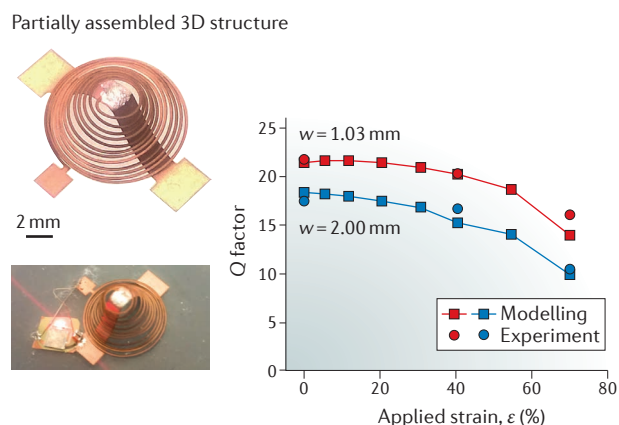 Partially assembled 3D structure
2 mm
25
20
15
10
5
0
Q factor
w = 1.03 mm
w = 2.00 mm
Modelling
Experiment
0 20 40 60 80
Applied strain, ε (%)